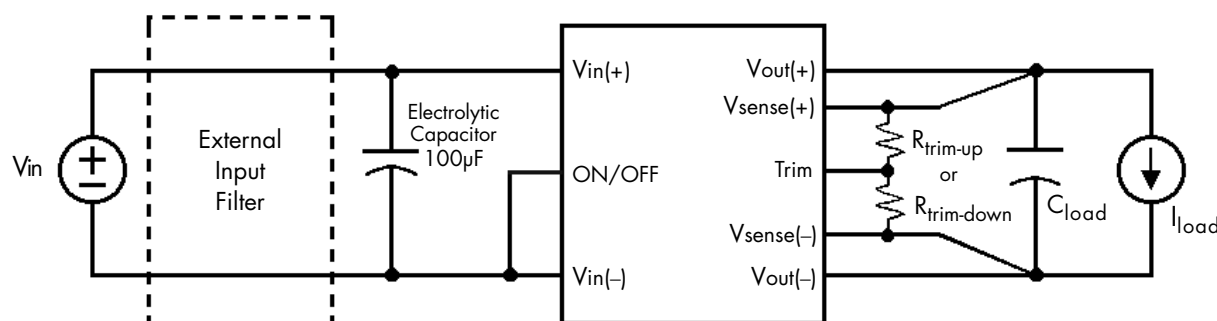 Vin
External
Input
Filter
Electrolytic
Capacitor
100µF
Vin(+)
ON/OFF
Vin(–)
Vout(+)
Vsense(+)
Trim
Vsense(–)
Vout(–)
Rtrim-up
or
Rtrim-down
Cload
Iload